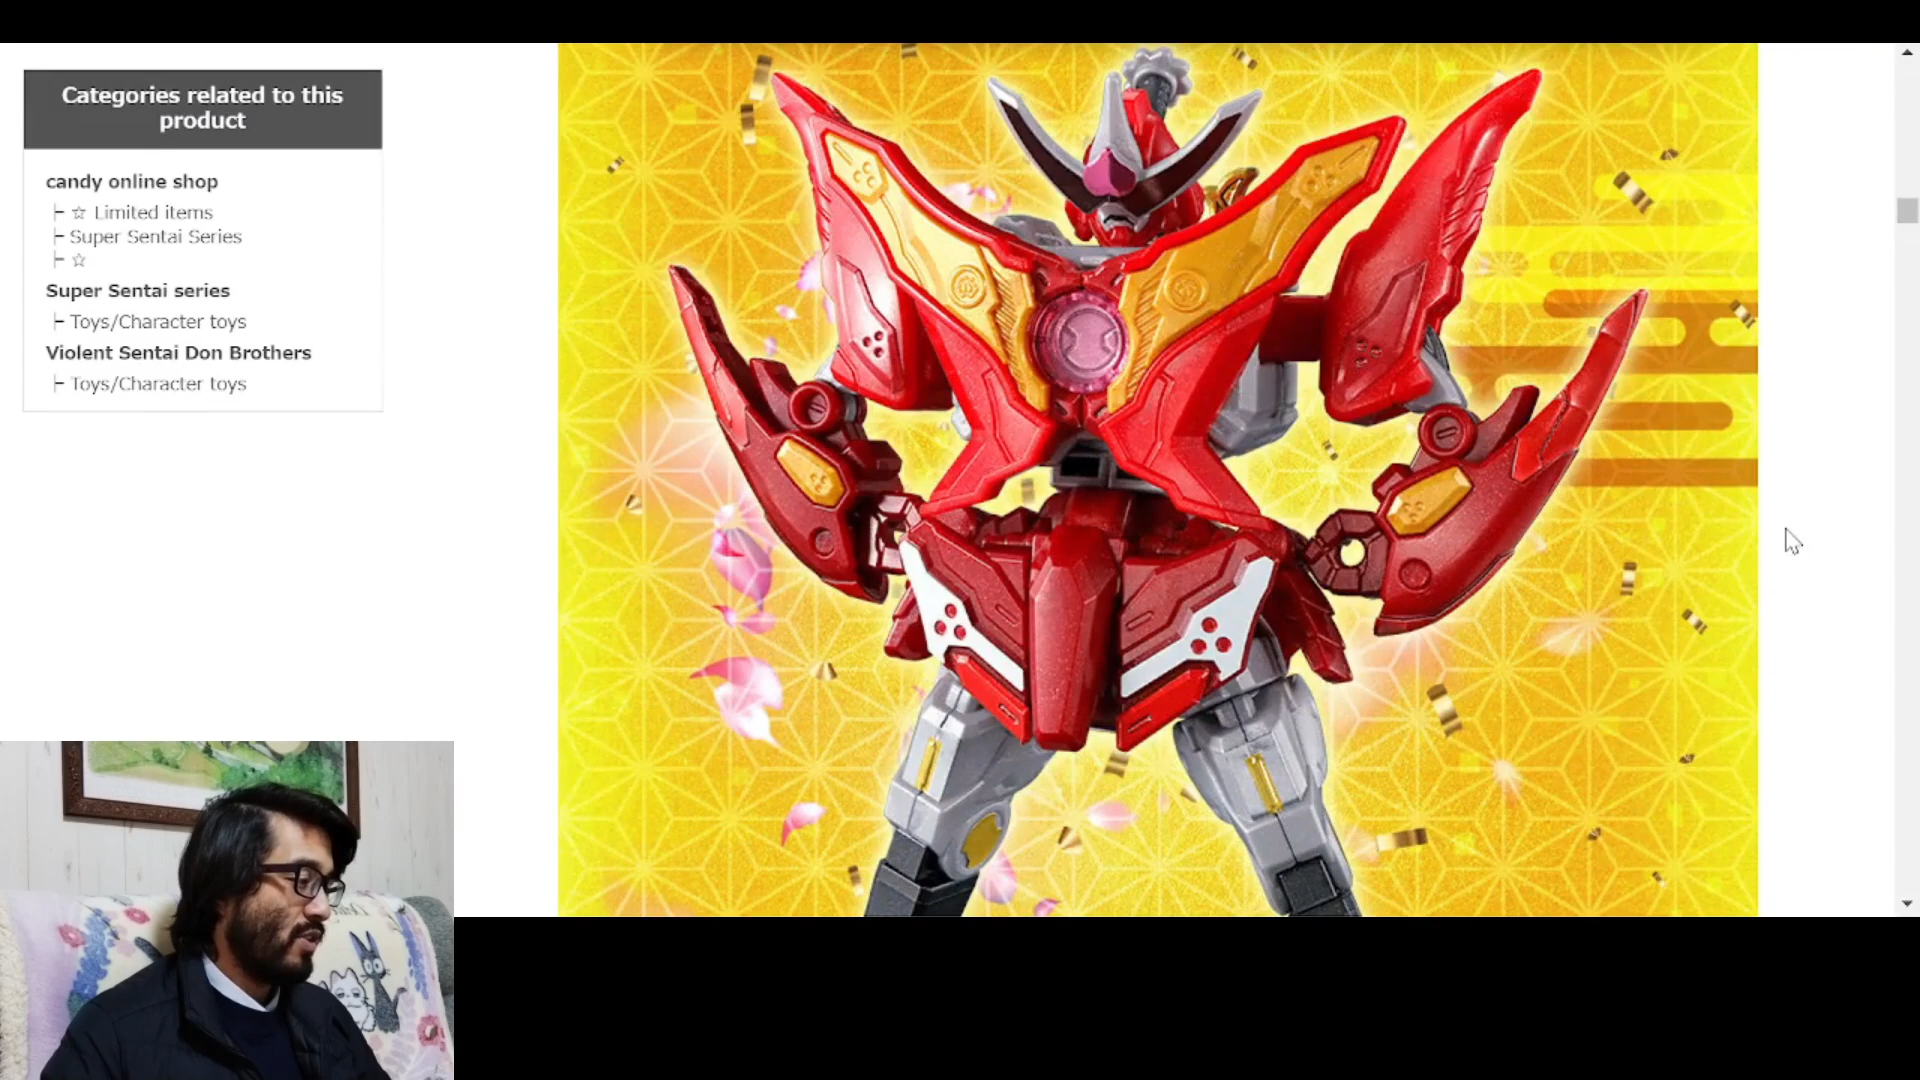 Categories related to this
product
candy online shop
├ ☆ Limited items
├ Super Sentai Series
├ ☆
Super Sentai series
├ Toys/Character toys
Violent Sentai Don Brothers
├ Toys/Character toys